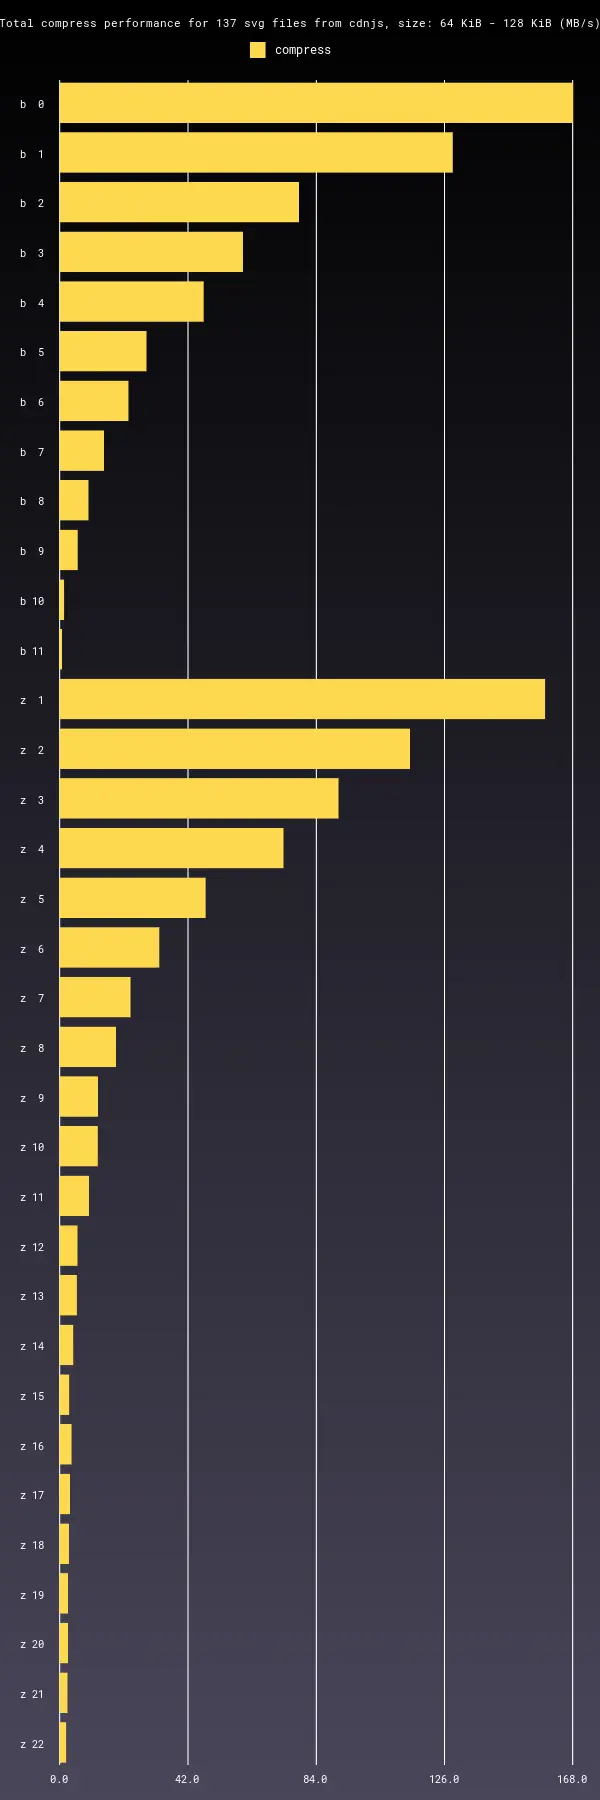 Total compress performance for 137 svg files from cdnjs, size: 64 KiB - 128 KiB (MB/s)
compress
b 0
b 1
b 2
b 3
b 4
b 5
b 6
b 7
b 8
b 9
b 10
b 11
z 1
z 2
z 3
z 4
z 5
z 6
z 7
z 8
z 9
z 10
z 11
z 12
z 13
z 14
z 15
z 16
z 17
z 18
z 19
z 20
z 21
z 22
0.0 42.0 84.0 126.0 168.0